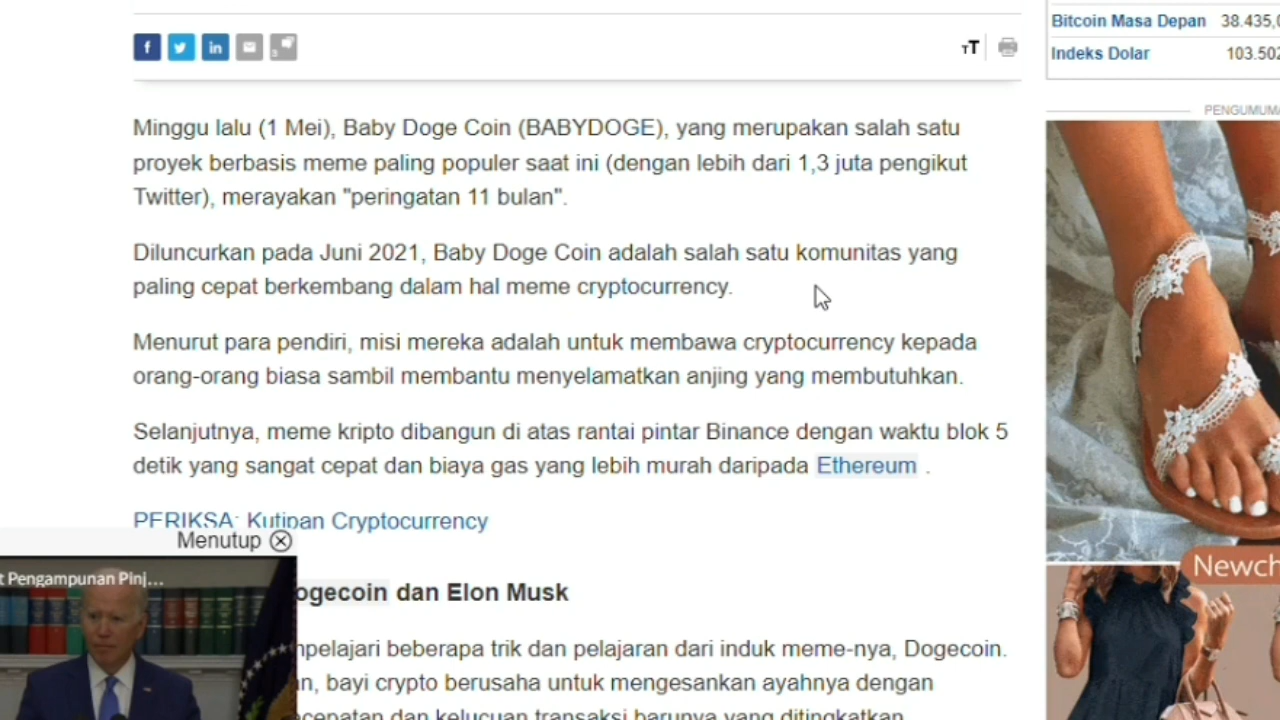 Bitcoin Masa Depan 38.435,0
Indeks Dolar 103.502
f
in
3
TT
PENGUMUMA
Minggu lalu (1 Mei), Baby Doge Coin (BABYDOGE), yang merupakan salah satu
proyek berbasis meme paling populer saat ini (dengan lebih dari 1,3 juta pengikut
Twitter), merayakan "peringatan 11 bulan".
Diluncurkan pada Juni 2021, Baby Doge Coin adalah salah satu komunitas yang
paling cepat berkembang dalam hal meme cryptocurrency.
Menurut para pendiri, misi mereka adalah untuk membawa cryptocurrency kepada
orang-orang biasa sambil membantu menyelamatkan anjing yang membutuhkan.
Selanjutnya, meme kripto dibangun di atas rantai pintar Binance dengan waktu blok 5
detik yang sangat cepat dan biaya gas yang lebih murah daripada Ethereum .
PERIKSA: Kutipan Cryptocurrency
Menutup
t Pengampunan Pinj...
ogecoin dan Elon Musk
npelajari beberapa trik dan pelajaran dari induk meme-nya, Dogecoin.
n, bayi crypto berusaha untuk mengesankan ayahnya dengan
cepatan dan kelucuan transaksi barunya yang ditingkatkan
Newch